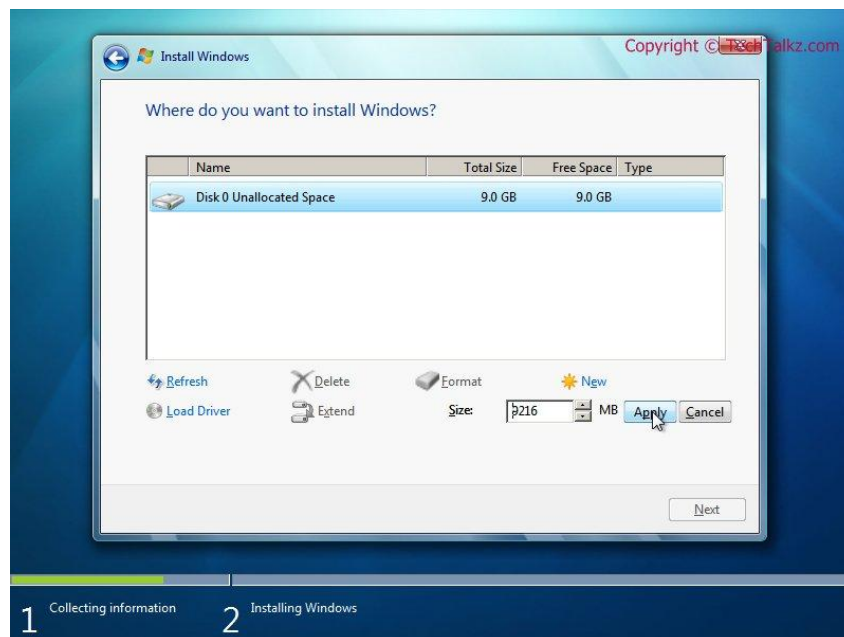 Copyright © TechTalkz.com
Install Windows
Where do you want to install Windows?
Name Total Size Free Space Type
Disk 0 Unallocated Space 9.0 GB 9.0 GB
Refresh Delete Format New
Load Driver Extend Size: 9216 MB Apply Cancel
Next
1 Collecting information 2 Installing Windows